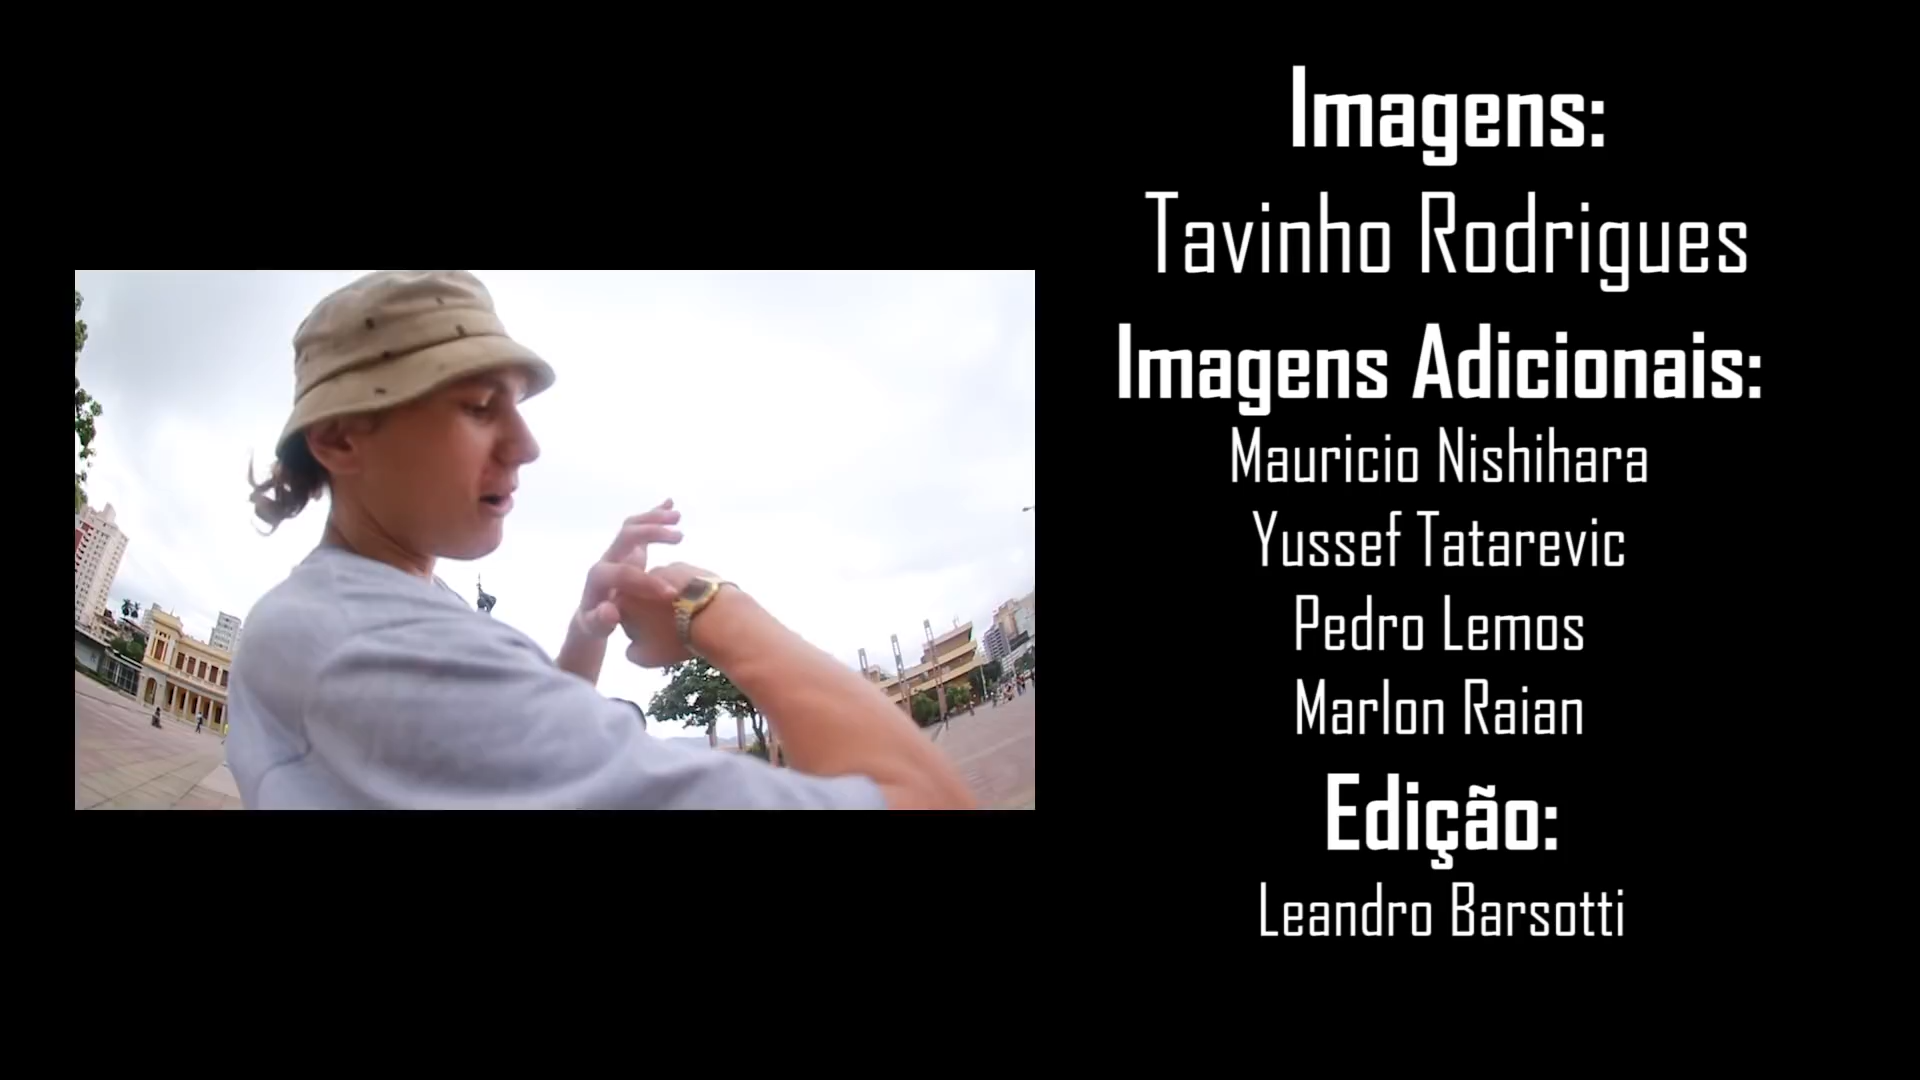 Imagens:
Tavinho Rodrigues
Imagens Adicionais:
Mauricio Nishihara
Yussef Tatarevic
Pedro Lemos
Marlon Raian
Edição:
Leandro Barsotti